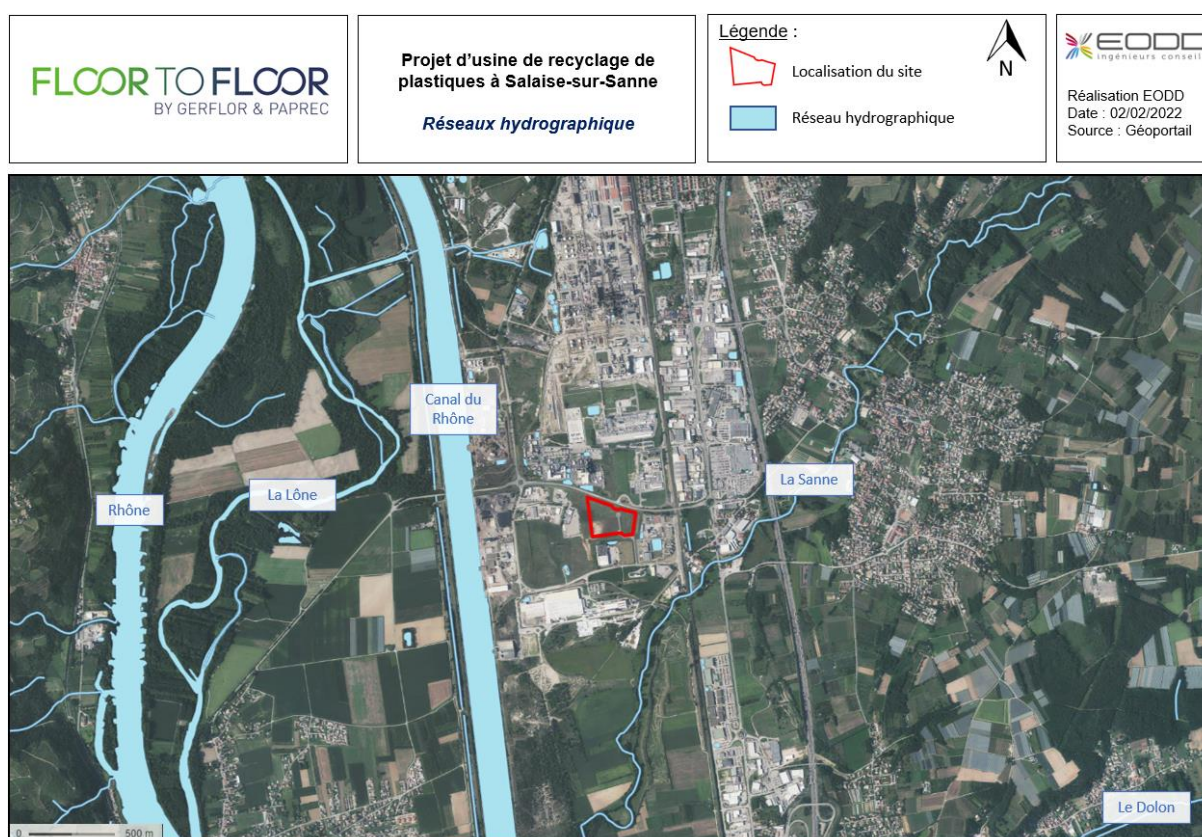 FLOOR TO FLOOR
BY GERFLOR & PAPREC
Projet d'usine de recyclage de
plastiques à Salaise-sur-Sanne
Réseaux hydrographique
Légende :
Localisation du site
Réseau hydrographique
N
EODD
ingénieurs conseils
Réalisation EODD
Date : 02/02/2022
Source : Géoportail
Canal du
Rhône
La Sanne
La Lône
Rhône
Le Dolon
0 500 m